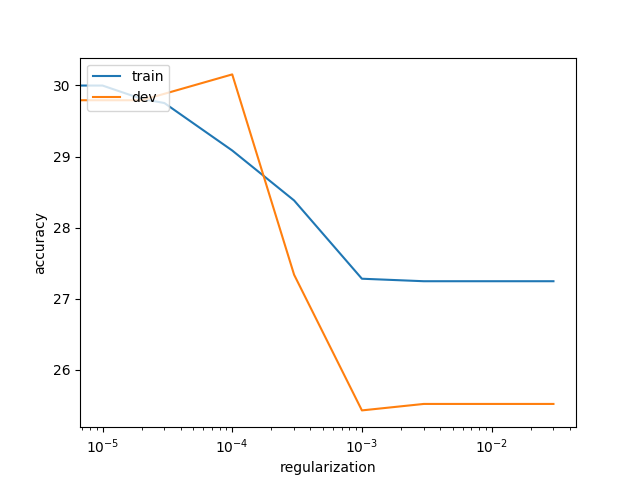 train
dev
30
29
28
27
26
accuracy
10⁻⁵
10⁻⁴
10⁻³
10⁻²
regularization